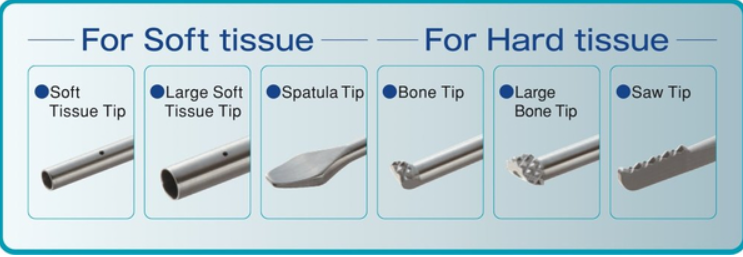 For Soft tissue
For Hard tissue
Soft
Tissue Tip
Large Soft
Tissue Tip
Spatula Tip
Bone Tip
Large
Bone Tip
Saw Tip